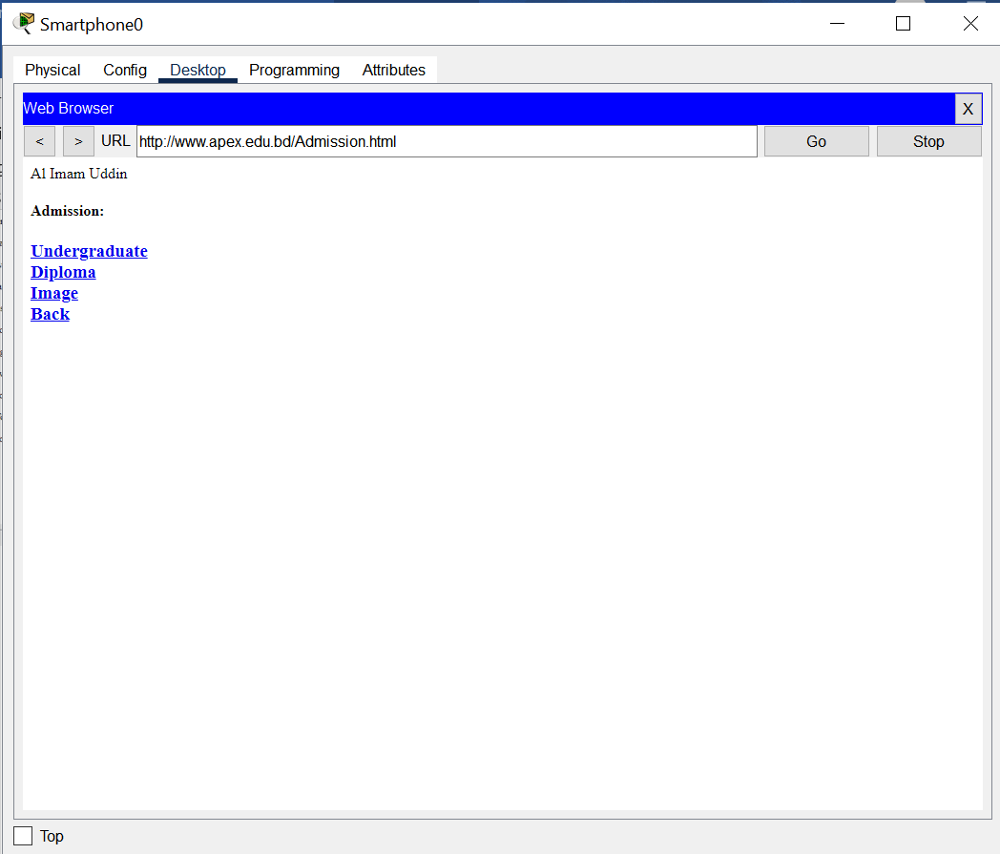 Smartphone0
Physical Config Desktop Programming Attributes
Web Browser X
< > URL http://www.apex.edu.bd/Admission.html Go Stop
Al Imam Uddin
Admission:
Undergraduate
Diploma
Image
Back
Top